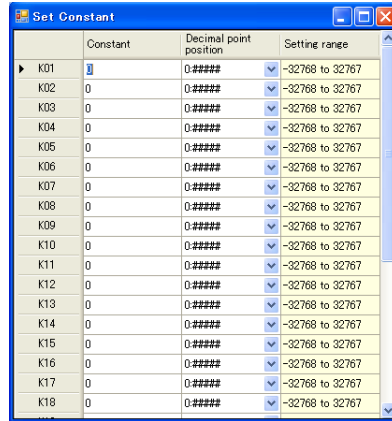 Set Constant
Constant Decimal point position Setting range
K01 0 0:##### -32768 to 32767
K02 0 0:##### -32768 to 32767
K03 0 0:##### -32768 to 32767
K04 0 0:##### -32768 to 32767
K05 0 0:##### -32768 to 32767
K06 0 0:##### -32768 to 32767
K07 0 0:##### -32768 to 32767
K08 0 0:##### -32768 to 32767
K09 0 0:##### -32768 to 32767
K10 0 0:##### -32768 to 32767
K11 0 0:##### -32768 to 32767
K12 0 0:##### -32768 to 32767
K13 0 0:##### -32768 to 32767
K14 0 0:##### -32768 to 32767
K15 0 0:##### -32768 to 32767
K16 0 0:##### -32768 to 32767
K17 0 0:##### -32768 to 32767
K18 0 0:##### -32768 to 32767